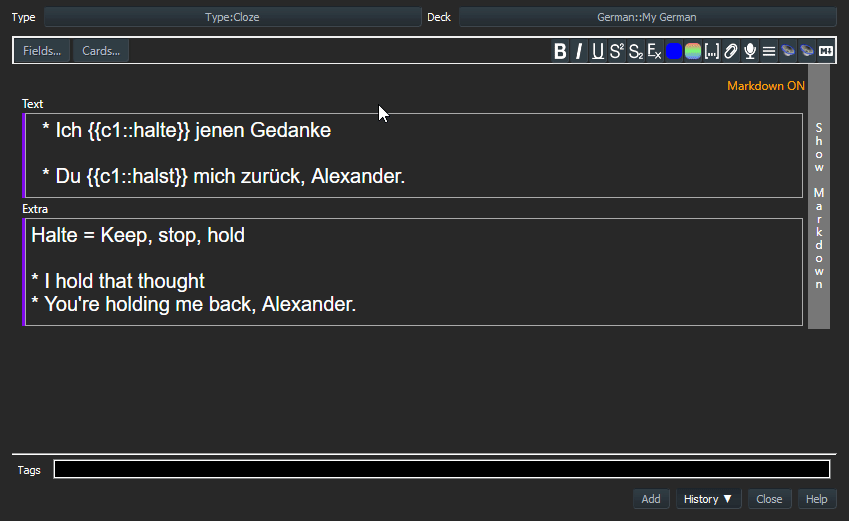 Type Type:Cloze Deck German::My German
Fields... Cards... B I U S² S₂ Eₓ [...]
Markdown ON
Text
* Ich {{c1::halte}} jenen Gedanke
* Du {{c1::halst}} mich zurück, Alexander.
Extra
Halte = Keep, stop, hold
* I hold that thought
* You're holding me back, Alexander.
Show Markdown
Tags
Add History ▼ Close Help